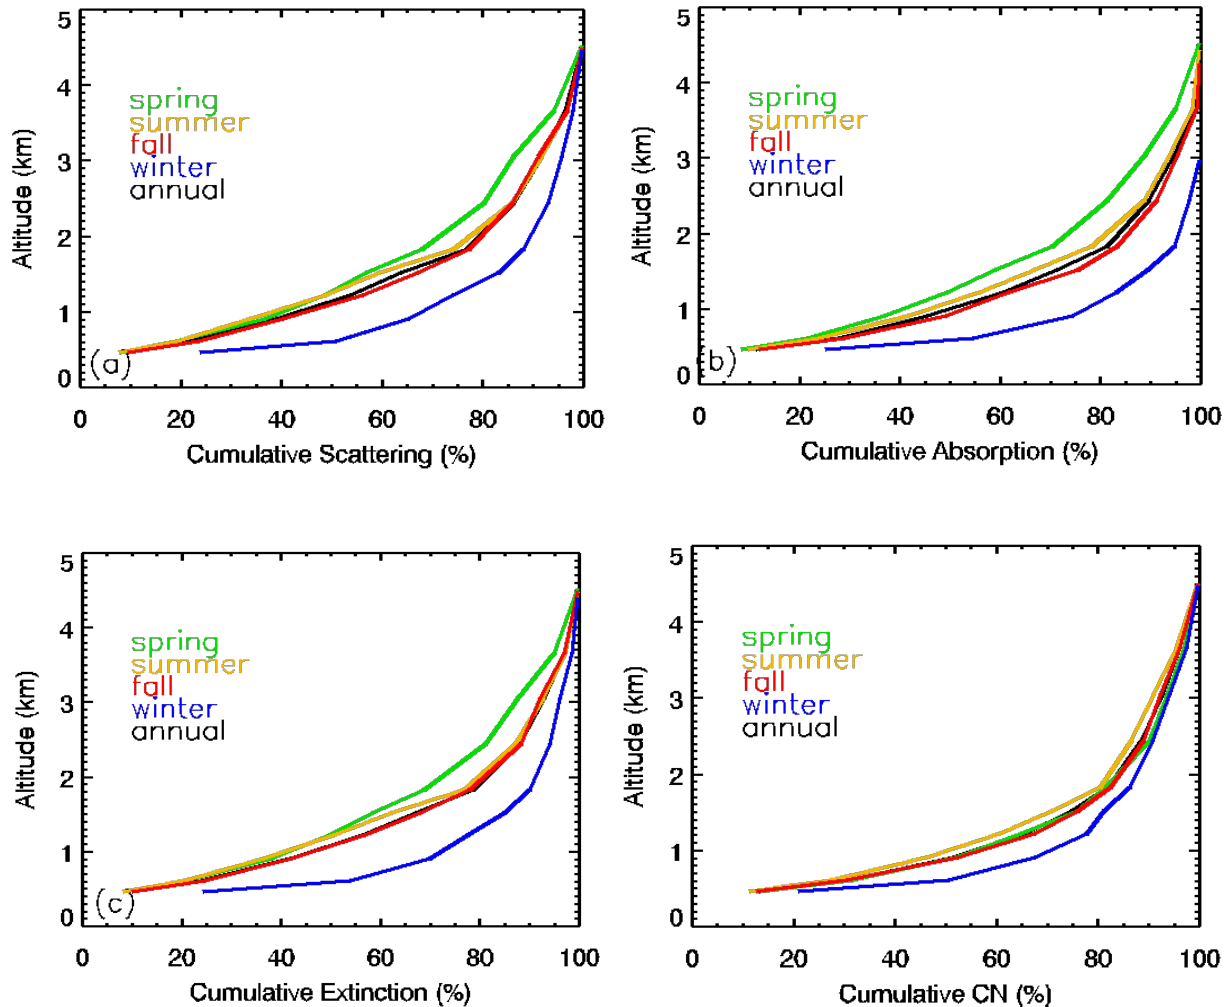 5
4
3
2
1
0
Altitude (km)
spring
summer
fall
winter
annual
(a)
0 20 40 60 80 100
Cumulative Scattering (%)
5
4
3
2
1
0
Altitude (km)
spring
summer
fall
winter
annual
(b)
0 20 40 60 80 100
Cumulative Absorption (%)
5
4
3
2
1
0
Altitude (km)
spring
summer
fall
winter
annual
(c)
0 20 40 60 80 100
Cumulative Extinction (%)
5
4
3
2
1
0
Altitude (km)
spring
summer
fall
winter
annual
0 20 40 60 80 100
Cumulative CN (%)